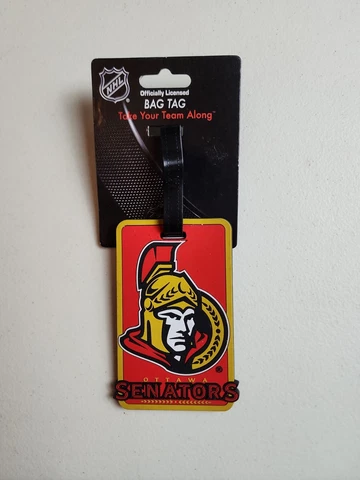 NHL
Officially Licensed
BAG TAG
Take Your Team Along™
®
OTTAWA
SENATORS